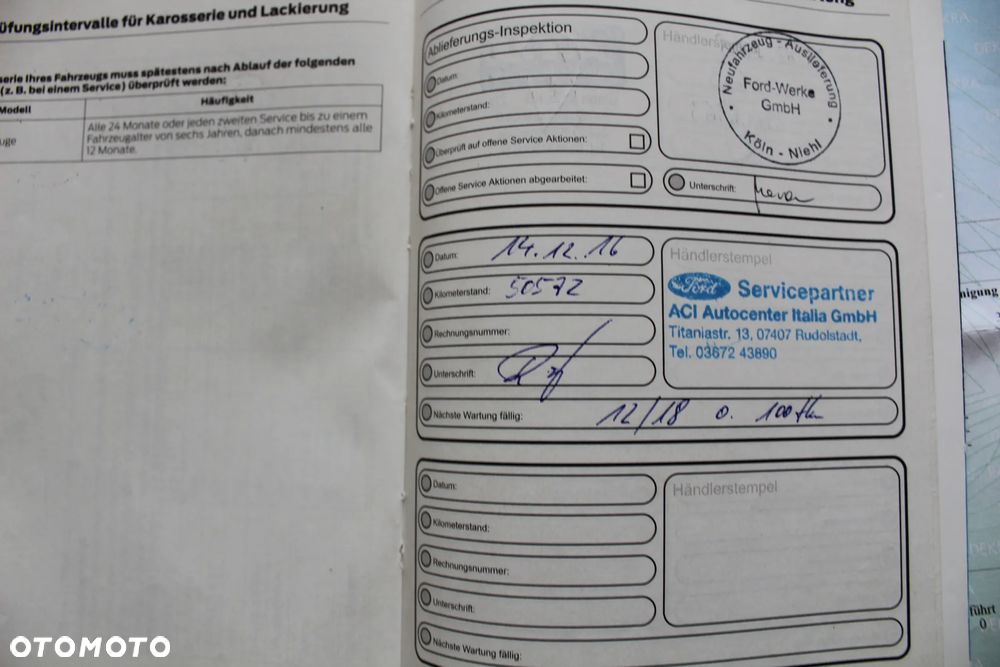 üfungsintervalle für Karosserie und Lackierung
serie Ihres Fahrzeugs muss spätestens nach Ablauf der folgenden
(z. B. bei einem Service) überprüft werden:
Modell
Häufigkeit
uge
Alle 24 Monate oder jeden zweiten Service bis zu einem
Fahrzeugalter von sechs Jahren, danach mindestens alle
12 Monate.
Ablieferungs-Inspektion
Datum:
Kilometerstand:
Überprüft auf offene Service Aktionen:
Offene Service Aktionen abgearbeitet:
Neufahrzeug - Auslieferung
Ford-Werke
GmbH
Köln - Niehl
Unterschrift:
Datum: 14.12.16
Kilometerstand: 50572
Rechnungsnummer:
Unterschrift:
Nächste Wartung fällig: 12/18 o.
Händlerstempel
Ford Servicepartner
ACI Autocenter Italia GmbH
Titaniastr. 13, 07407 Rudolstadt,
Tel. 03672 43890
Datum:
Kilometerstand:
Rechnungsnummer:
Unterschrift:
Nächste Wartung fällig:
Händlerstempel
nigung
führt
0
OTOMOTO